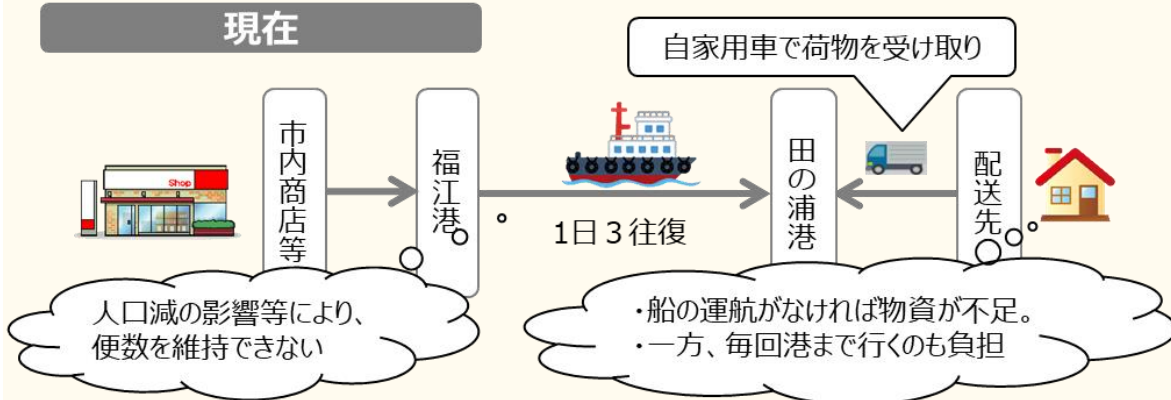 現在
自家用車で荷物を受け取り
市内商店等
Shop
福江港
1日3往復
田の浦港
配送先
人口減の影響等により、
便数を維持できない
・船の運航がなければ物資が不足。
・一方、毎回港まで行くのも負担